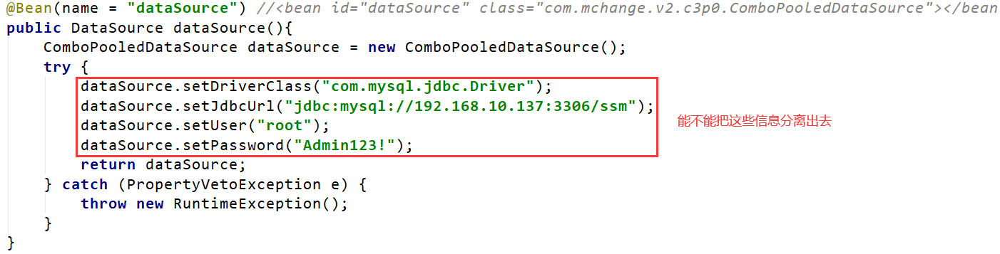 @Bean(name = "dataSource") //<bean id="dataSource" class="com.mchange.v2.c3p0.ComboPooledDataSource"></bean
public DataSource dataSource(){
    ComboPooledDataSource dataSource = new ComboPooledDataSource();
    try {
        dataSource.setDriverClass("com.mysql.jdbc.Driver");
        dataSource.setJdbcUrl("jdbc:mysql://192.168.10.137:3306/ssm");
能不能把这些信息分离出去
        dataSource.setUser("root");
        dataSource.setPassword("Admin123!");
        return dataSource;
    } catch (PropertyVetoException e) {
        throw new RuntimeException();
    }
}